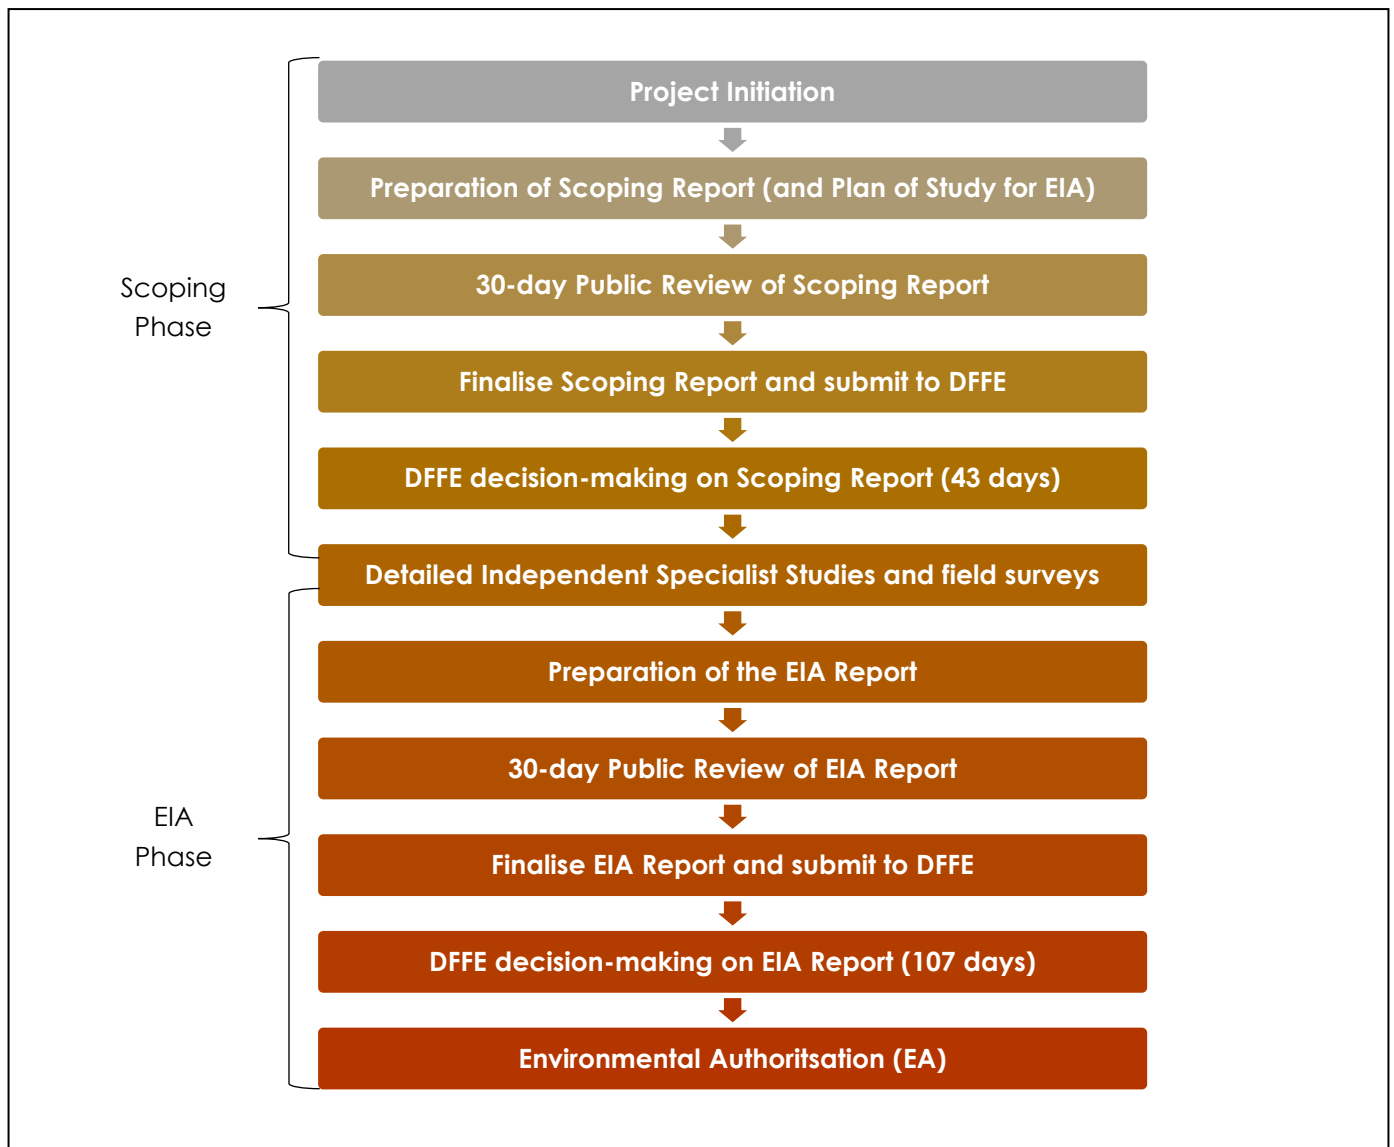 Project Initiation
Preparation of Scoping Report (and Plan of Study for EIA)
30-day Public Review of Scoping Report
Scoping
Phase
Finalise Scoping Report and submit to DFFE
DFFE decision-making on Scoping Report (43 days)
Detailed Independent Specialist Studies and field surveys
Preparation of the EIA Report
30-day Public Review of EIA Report
EIA
Phase
Finalise EIA Report and submit to DFFE
DFFE decision-making on EIA Report (107 days)
Environmental Authoritsation (EA)